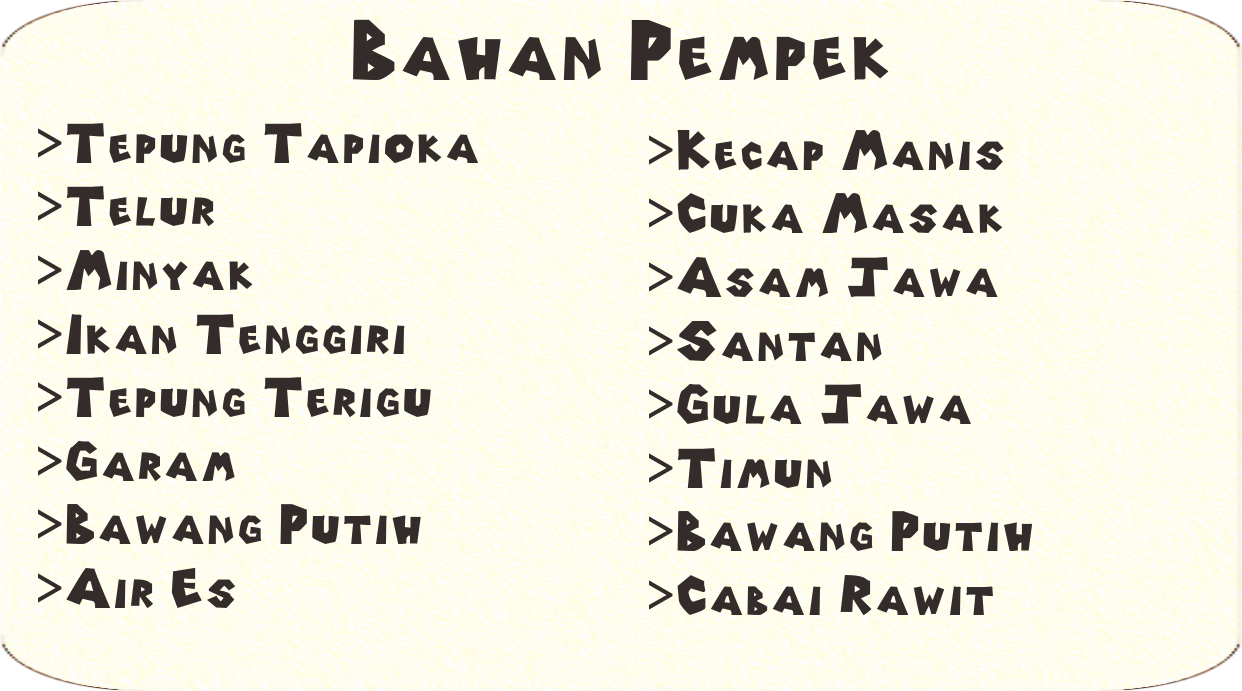 Bahan Pempek
>Tepung Tapioka
>Telur
>Minyak
>Ikan Tenggiri
>Tepung Terigu
>Garam
>Bawang Putih
>Air Es
>Kecap Manis
>Cuka Masak
>Asam Jawa
>Santan
>Gula Jawa
>Timun
>Bawang Putih
>Cabai Rawit